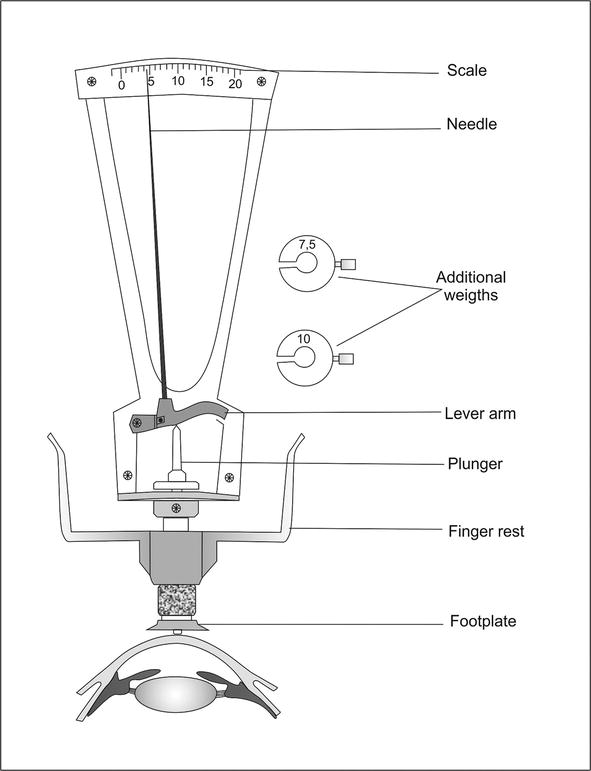 Scale
0 5 10 15 20
Needle
7,5
Additional
weigths
10
Lever arm
Plunger
Finger rest
Footplate